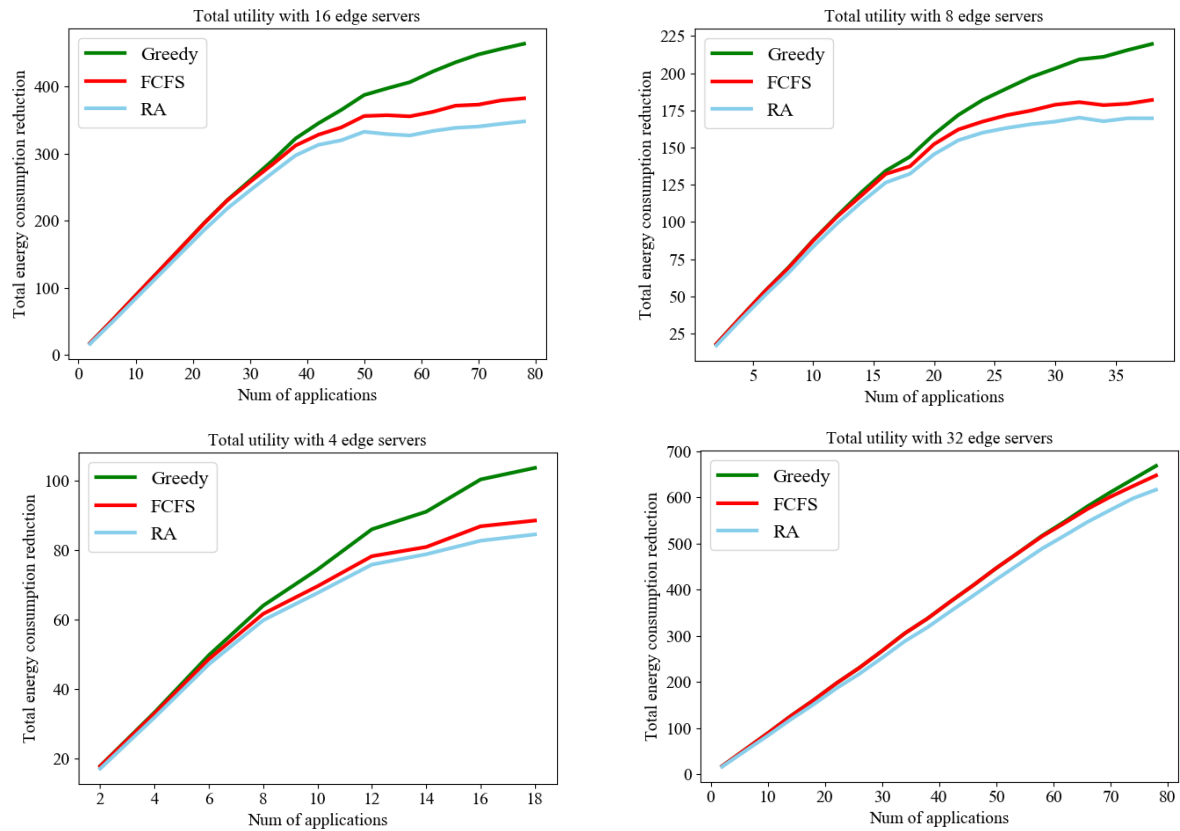 Total utility with 16 edge servers
Total energy consumption reduction
400
300
200
100
0
Greedy
FCFS
RA
0 10 20 30 40 50 60 70 80
Num of applications
Total utility with 8 edge servers
Total energy consumption reduction
225
200
175
150
125
100
75
50
25
Greedy
FCFS
RA
5 10 15 20 25 30 35
Num of applications
Total utility with 4 edge servers
Total energy consumption reduction
100
80
60
40
20
Greedy
FCFS
RA
2 4 6 8 10 12 14 16 18
Num of applications
Total utility with 32 edge servers
Total energy consumption reduction
700
600
500
400
300
200
100
0
Greedy
FCFS
RA
0 10 20 30 40 50 60 70 80
Num of applications